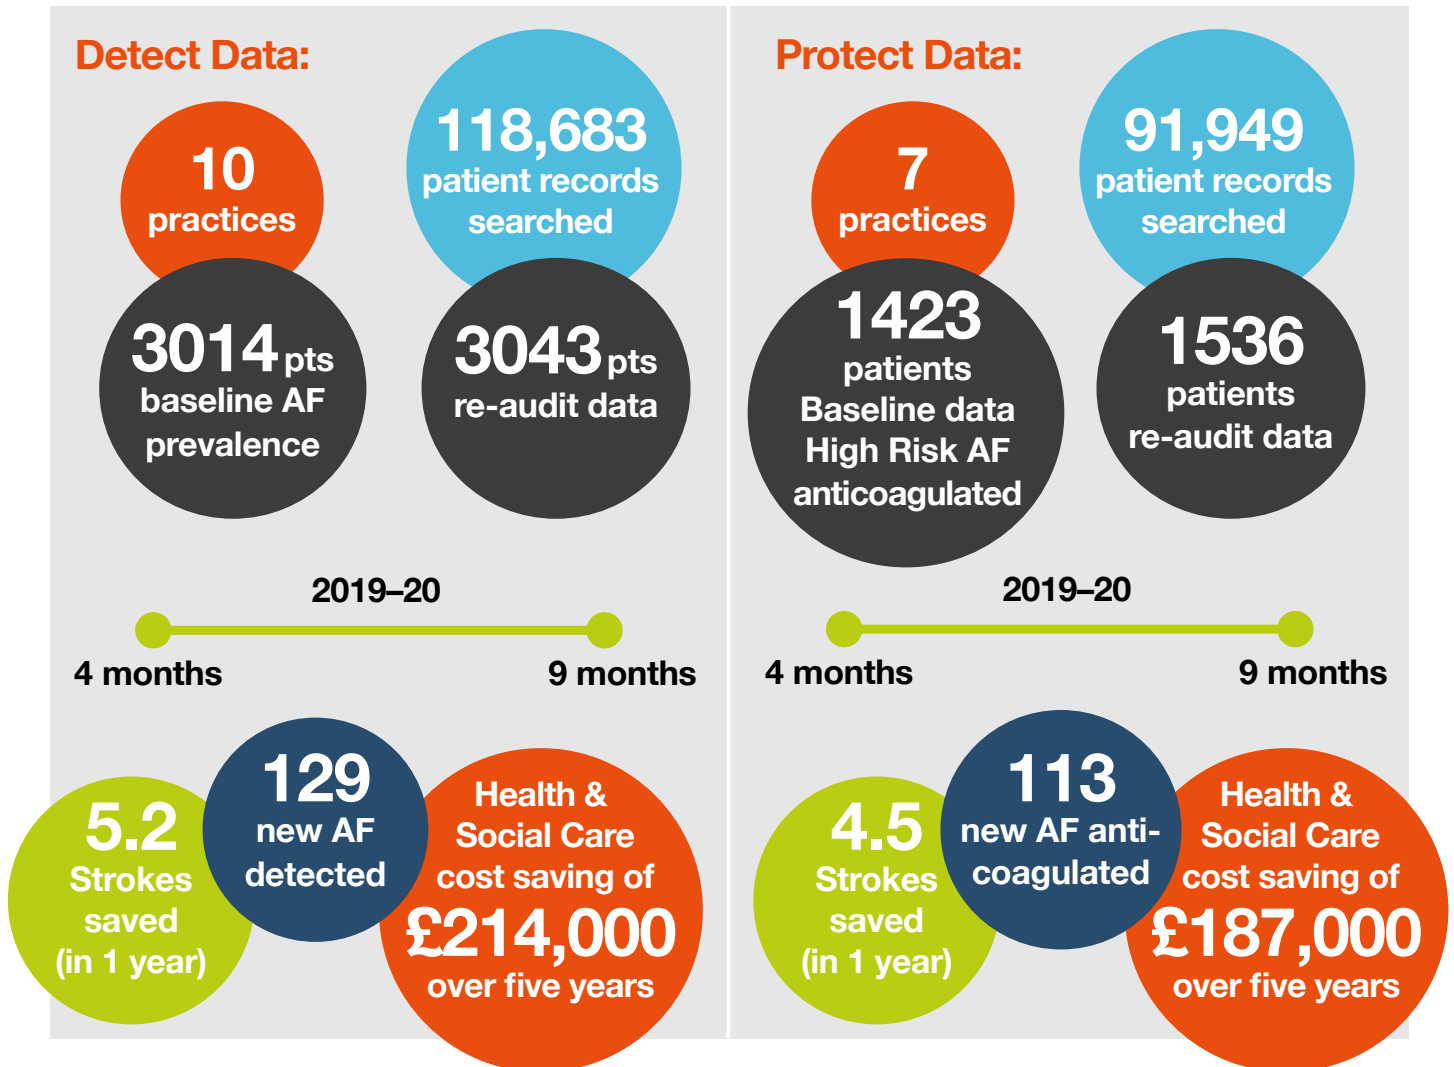 Detect Data:
10
practices
118,683
patient records
searched
3014 pts
baseline AF
prevalence
3043 pts
re-audit data
2019–20
4 months
9 months
5.2
Strokes
saved
(in 1 year)
129
new AF
detected
Health &
Social Care
cost saving of
£214,000
over five years
Protect Data:
7
practices
91,949
patient records
searched
1423
patients
Baseline data
High Risk AF
anticoagulated
1536
patients
re-audit data
2019–20
4 months
9 months
4.5
Strokes
saved
(in 1 year)
113
new AF anti-
coagulated
Health &
Social Care
cost saving of
£187,000
over five years